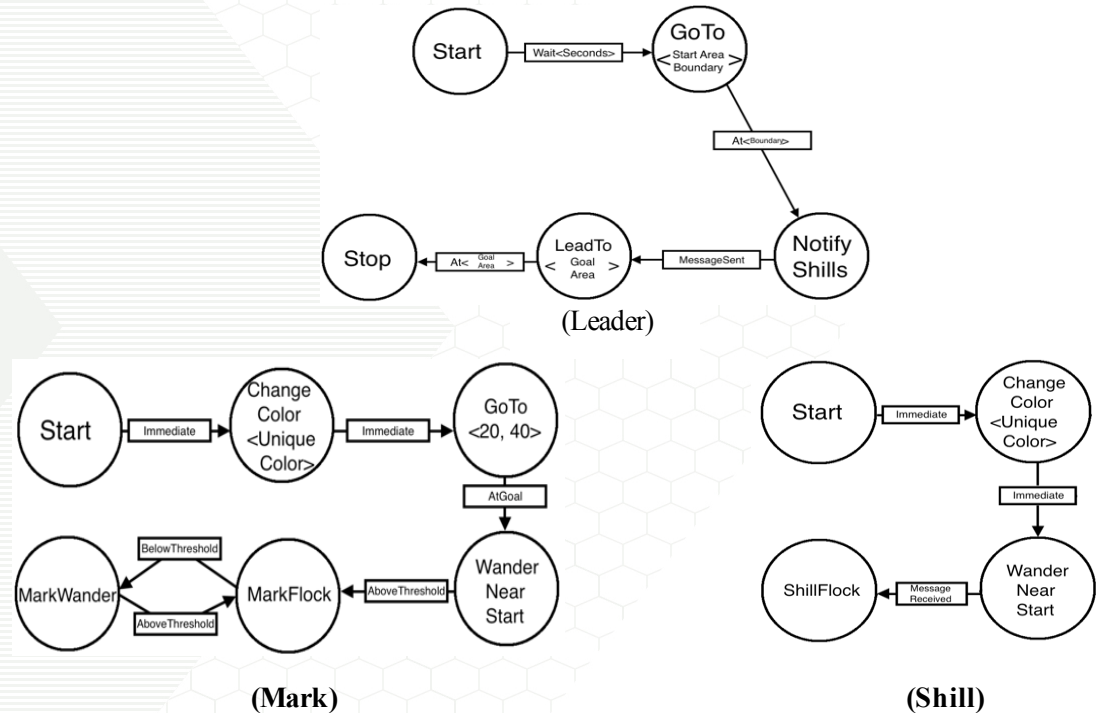 Start
Wait<Seconds>
GoTo
< Start Area >
Boundary
At<Boundary>
Notify
Shills
MessageSent
LeadTo
< Goal >
Area
At< Goal >
Area
Stop
(Leader)
Start
Immediate
Change
Color
<Unique
Color>
Immediate
GoTo
<20, 40>
AtGoal
Wander
Near
Start
AboveThreshold
MarkFlock
BelowThreshold
AboveThreshold
MarkWander
(Mark)
Start
Immediate
Change
Color
<Unique
Color>
Immediate
Wander
Near
Start
Message
Received
ShillFlock
(Shill)